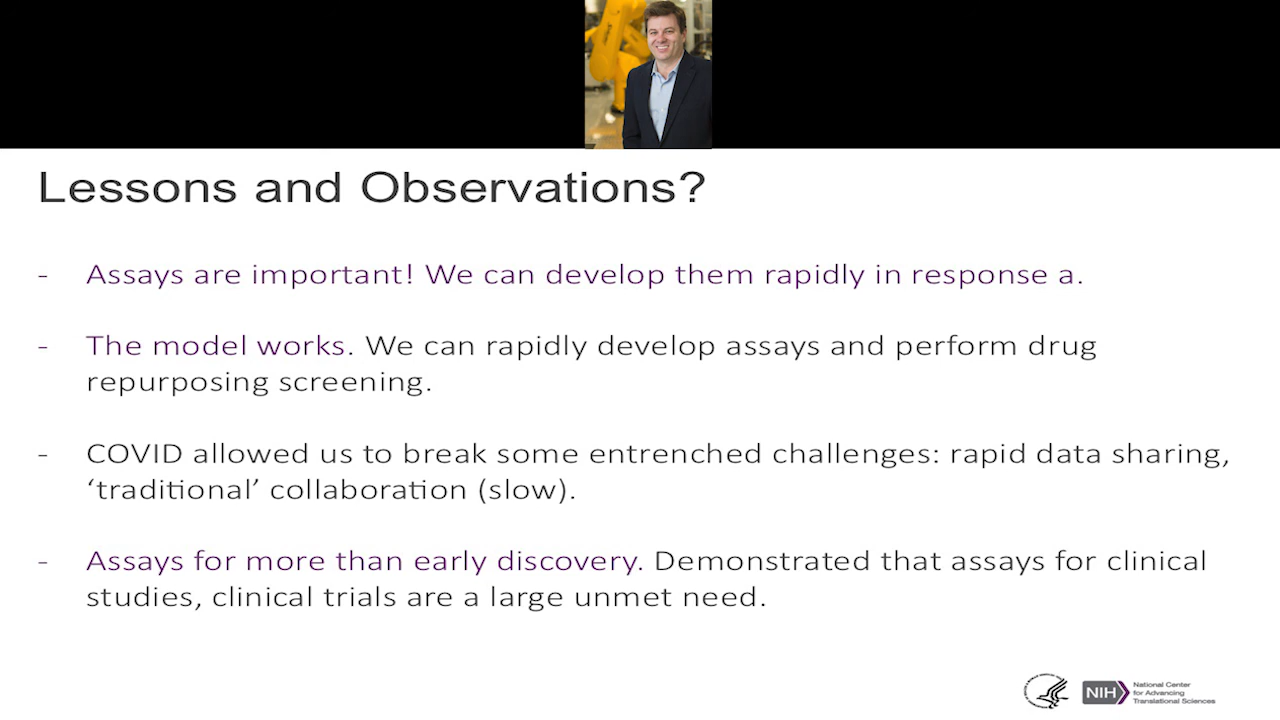 Lessons and Observations?
- Assays are important! We can develop them rapidly in response a.
- The model works. We can rapidly develop assays and perform drug
repurposing screening.
- COVID allowed us to break some entrenched challenges: rapid data sharing,
‘traditional’ collaboration (slow).
- Assays for more than early discovery. Demonstrated that assays for clinical
studies, clinical trials are a large unmet need.
NIH
National Center
for Advancing
Translational Sciences